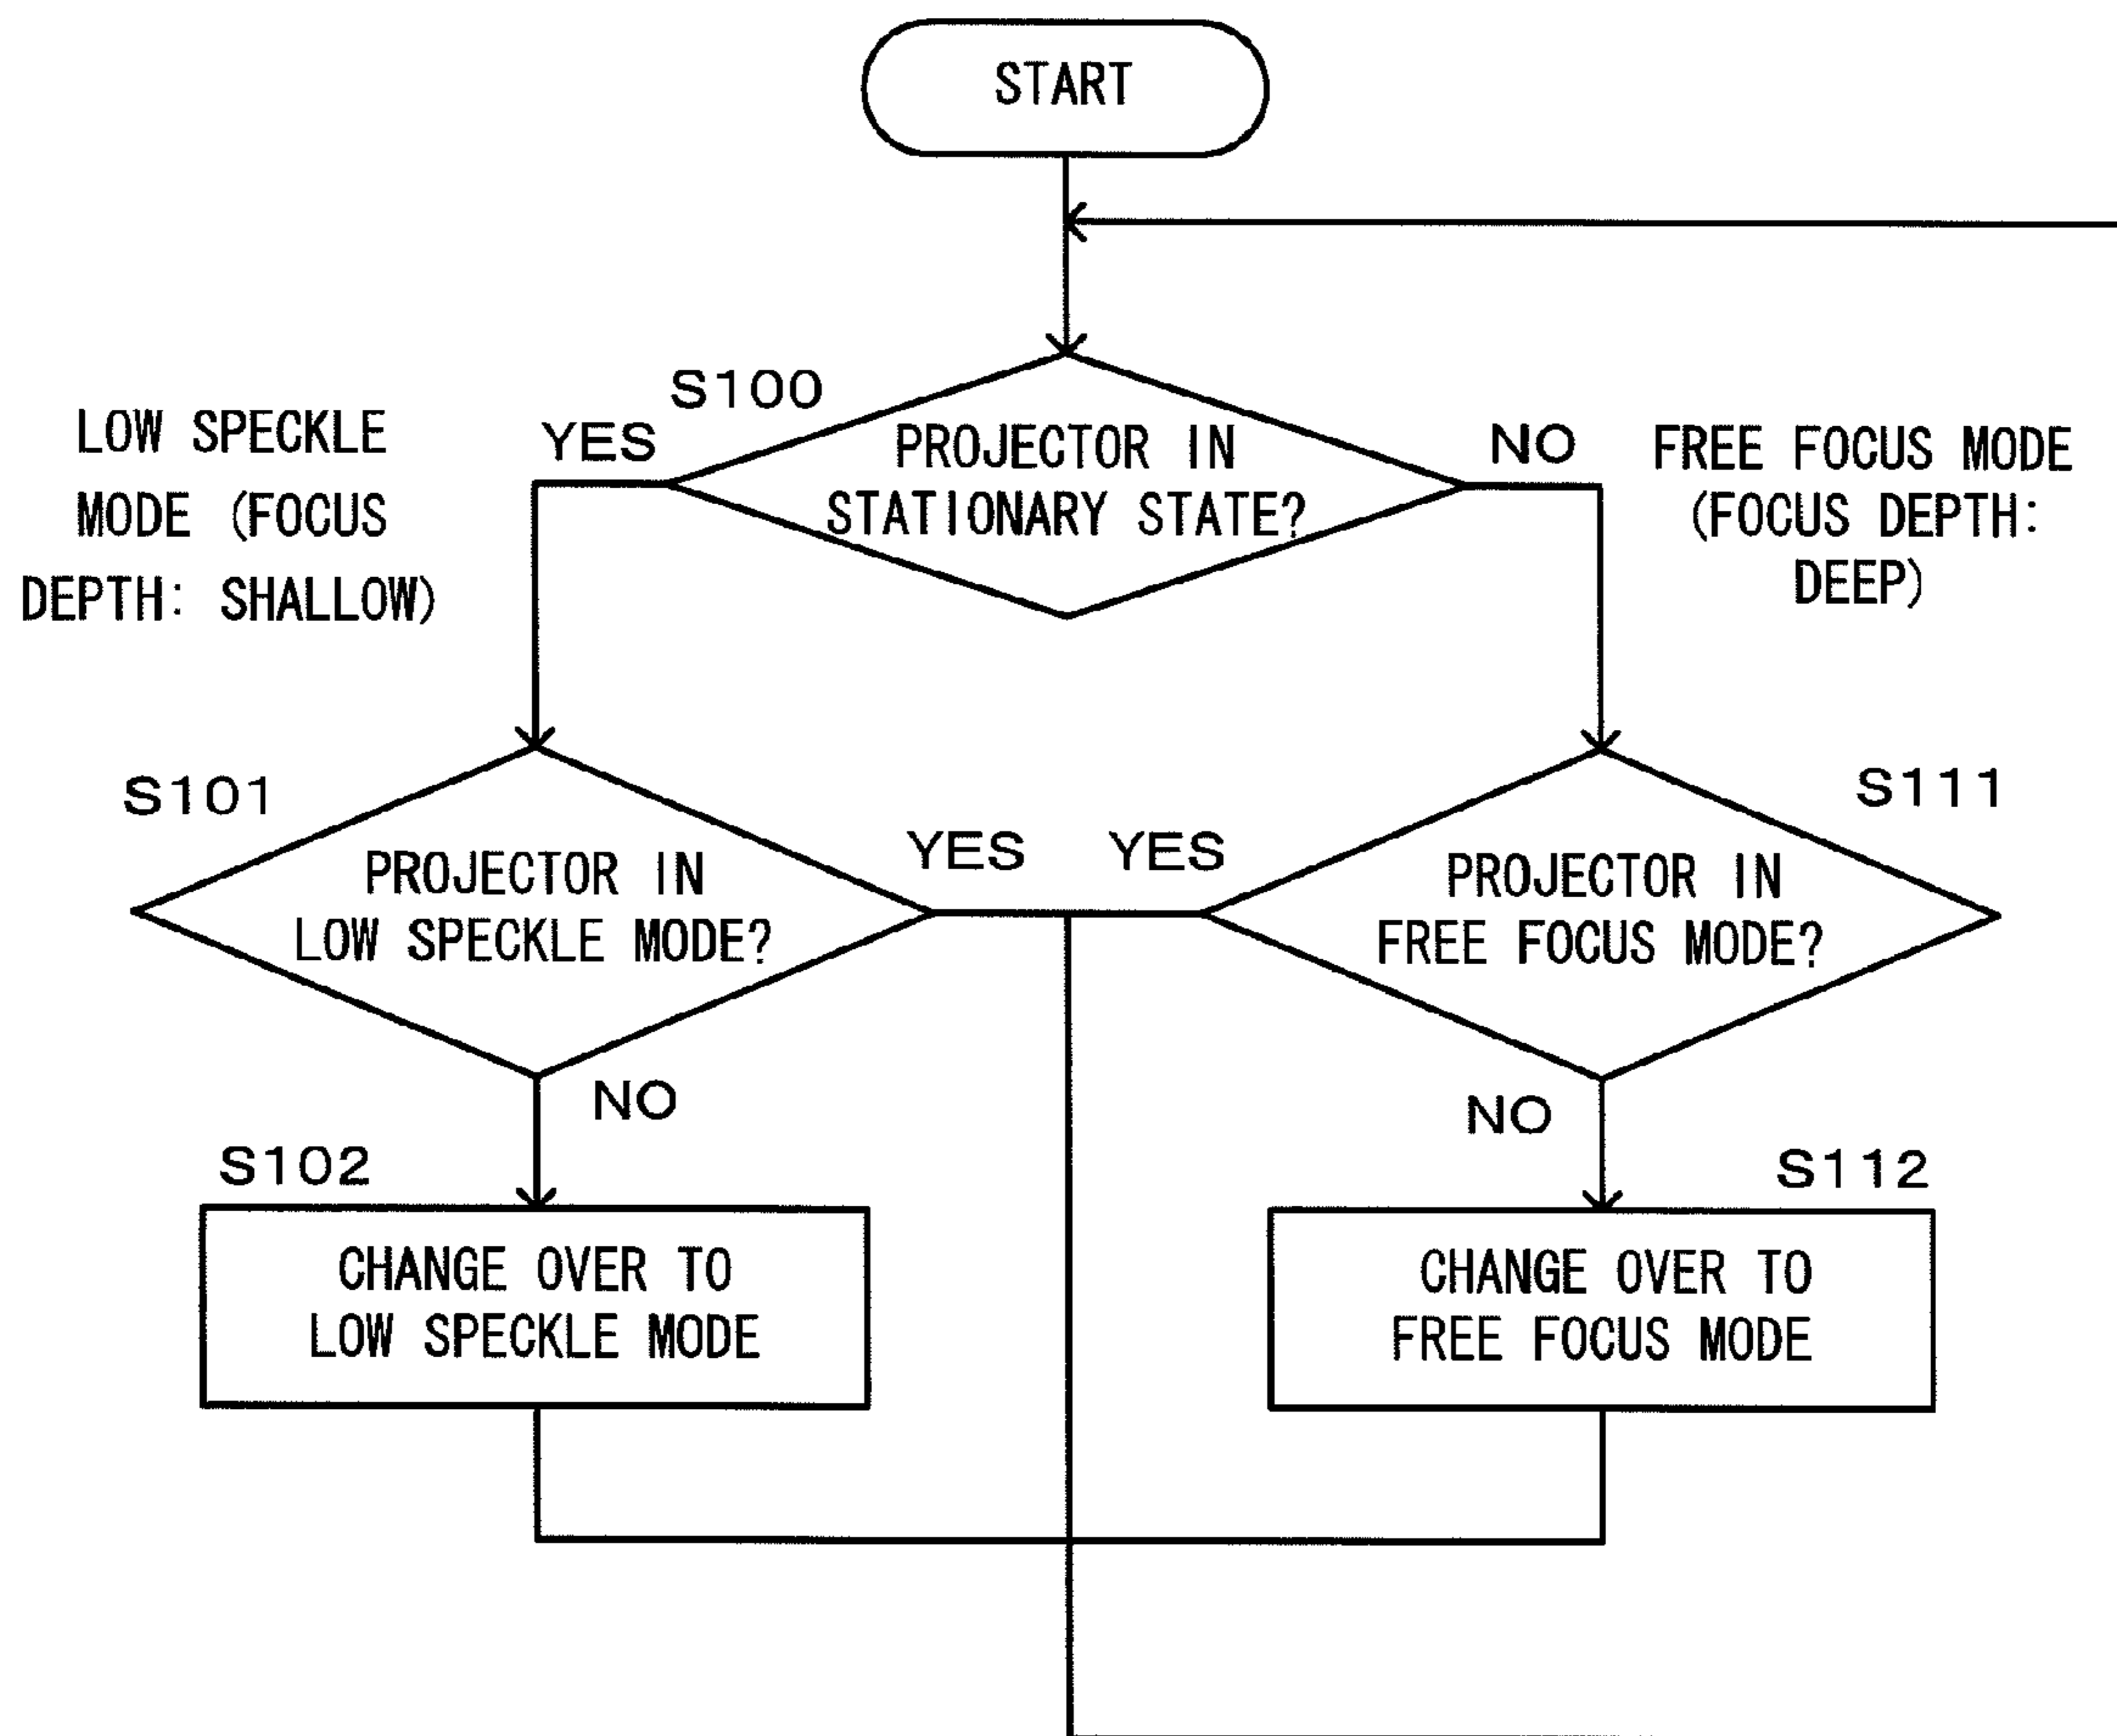 START
S100
LOW SPECKLE
MODE (FOCUS
DEPTH: SHALLOW)
YES
PROJECTOR IN
STATIONARY STATE?
NO
FREE FOCUS MODE
(FOCUS DEPTH:
DEEP)
S101
PROJECTOR IN
LOW SPECKLE MODE?
YES
YES
S111
PROJECTOR IN
FREE FOCUS MODE?
NO
NO
S102
CHANGE OVER TO
LOW SPECKLE MODE
S112
CHANGE OVER TO
FREE FOCUS MODE